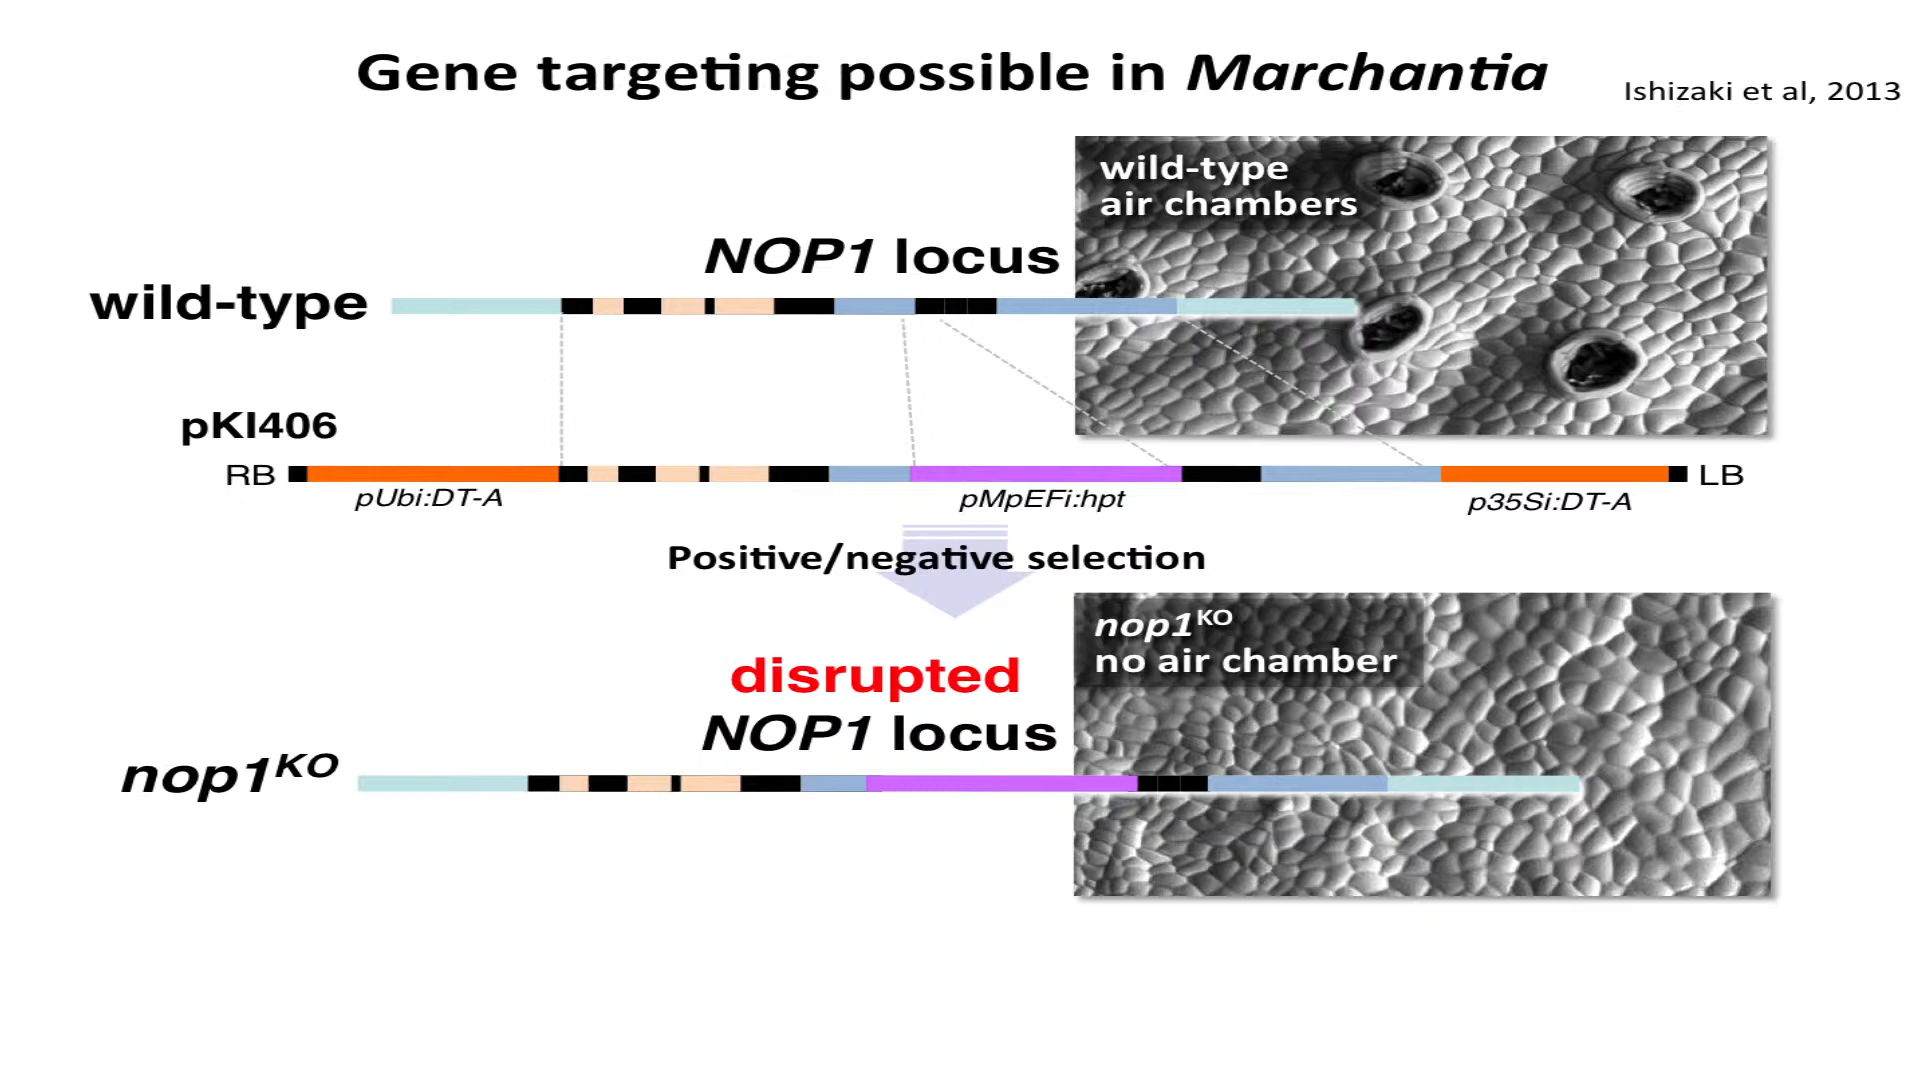 Gene targeting possible in Marchantia
Ishizaki et al, 2013
wild-type
air chambers
NOP1 locus
wild-type
pKI406
RB
LB
pUbi:DT-A
pMpEFi:hpt
p35Si:DT-A
Positive/negative selection
nop1KO
no air chamber
disrupted
NOP1 locus
nop1KO